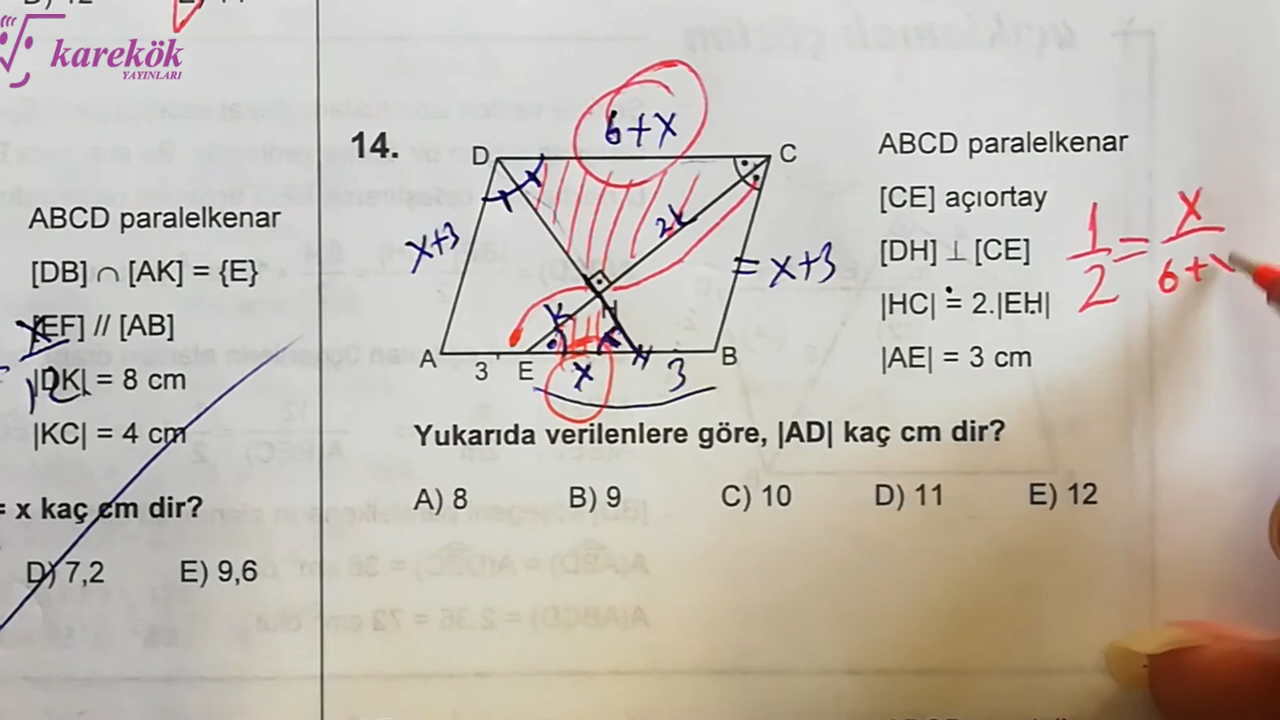 karekök
YAYINLARI
ABCD paralelkenar
[DB] ∩ [AK] = {E}
[EF] // [AB]
|DK| = 8 cm
12
|KC| = 4 cm
= x kaç cm dir?
D) 7,2 E) 9,6
14.
D 6+x C
x+3 2k = x+3
k H
A 3 E x 3 B
ABCD paralelkenar
[CE] açıortay
[DH] ⊥ [CE]
|HC| = 2.|EH|
|AE| = 3 cm
1/2 = x/6+x
Yukarıda verilenlere göre, |AD| kaç cm dir?
A) 8 B) 9 C) 10 D) 11 E) 12